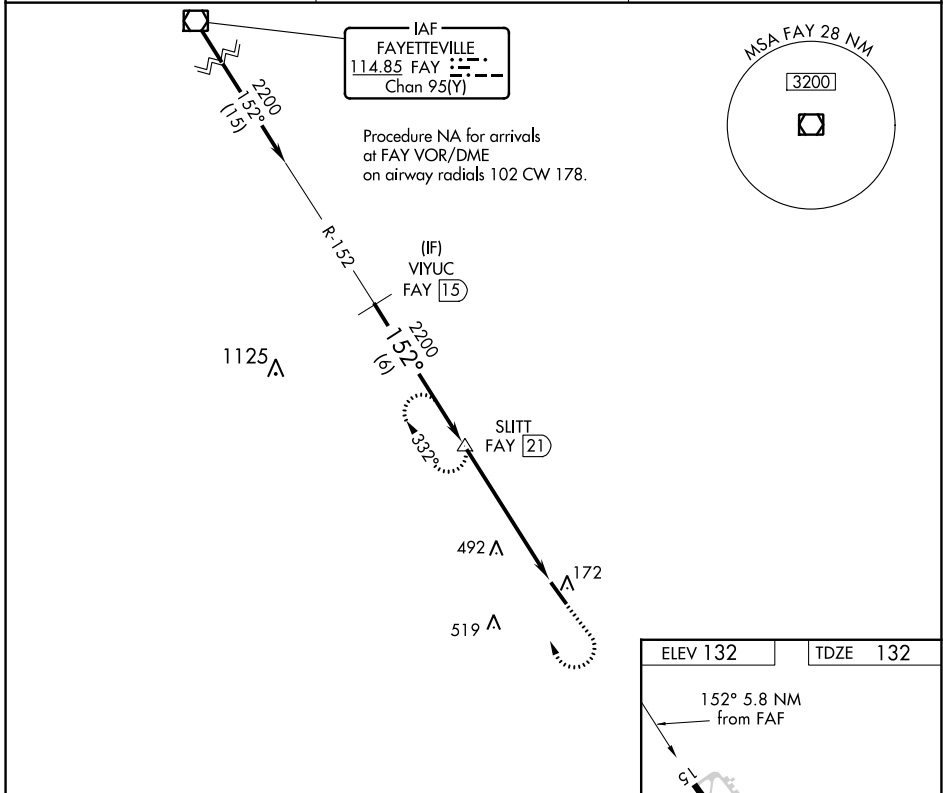 IAF
FAYETTEVILLE
114.85 FAY
Chan 95(Y)
MSA FAY 28 NM
3200
2200
152°
(15)
Procedure NA for arrivals
at FAY VOR/DME
on airway radials 102 CW 178.
R-152
(IF)
VIYUC
FAY 15
2200
152°
(6)
1125
SLITT
FAY 21
332°
492
172
519
ELEV 132
TDZE 132
152° 5.8 NM
from FAF
15